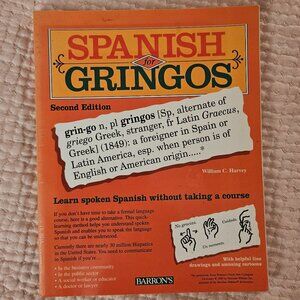 SPANISH
for
GRINGOS
Second Edition
grin·go n, pl gringos [Sp, alternate of
griego Greek, stranger, fr Latin Graecus,
Greek] (1849): a foreigner in Spain or
Latin America, esp. when person is of
English or American origin.....*
William C. Harvey
Learn spoken Spanish without taking a course
If you don't have time to take a formal language
course, here is a good alternative. This quick-
learning method helps you understand spoken
Spanish and enables you to speak the language
so that you can be understood.
Currently there are nearly 30 million Hispanics
in the United States. You need to communicate
in Spanish if you're...
• In the business community
• In the public sector
• A social worker or educator
• A doctor or lawyer
No gracias.
Cuidado.
Un momento.
With helpful line
drawings and amusing cartoons
BARRON'S